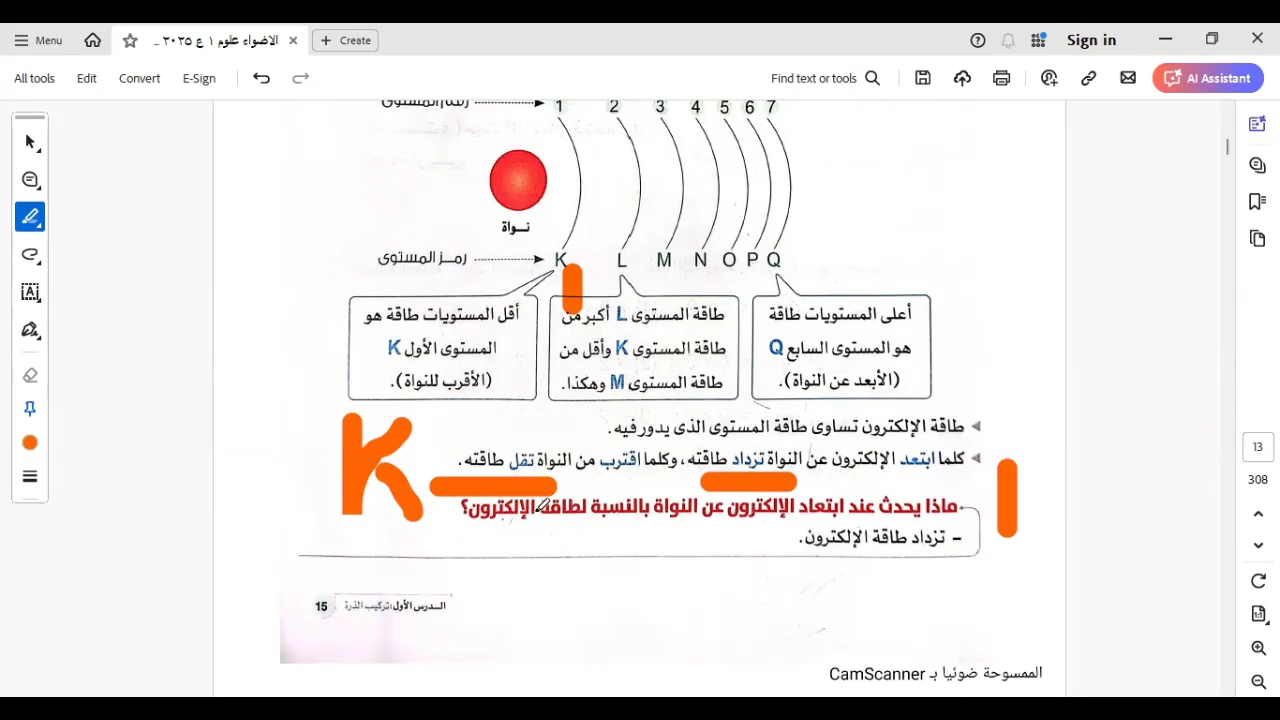 Menu
الاضواء علوم ١ ع ٢٠٢٥ _
Create
Sign in
All tools
Edit
Convert
E-Sign
Find text or tools
AI Assistant
رقم المستوى
1 2 3 4 5 6 7
نـواة
رمـز المستوى
K L M N O P Q
أقل المستويات طاقة هو
المستوى الأول K
(الأقرب للنواة).
طاقة المستوى L أكبر من
طاقة المستوى K وأقل من
طاقة المستوى M وهكذا.
أعلى المستويات طاقة
هو المستوى السابع Q
(الأبعد عن النواة).
طاقة الإلكترون تساوى طاقة المستوى الذى يدور فيه.
كلما ابتعد الإلكترون عن النواة تزداد طاقته، وكلما اقترب من النواة تقل طاقته.
K
ماذا يحدث عند ابتعاد الإلكترون عن النواة بالنسبة لطاقة الإلكترون؟
– تزداد طاقة الإلكترون.
15 الـدرس الأول: تركيب الذرة
الممسوحة ضوئيا بـ CamScanner
13
308